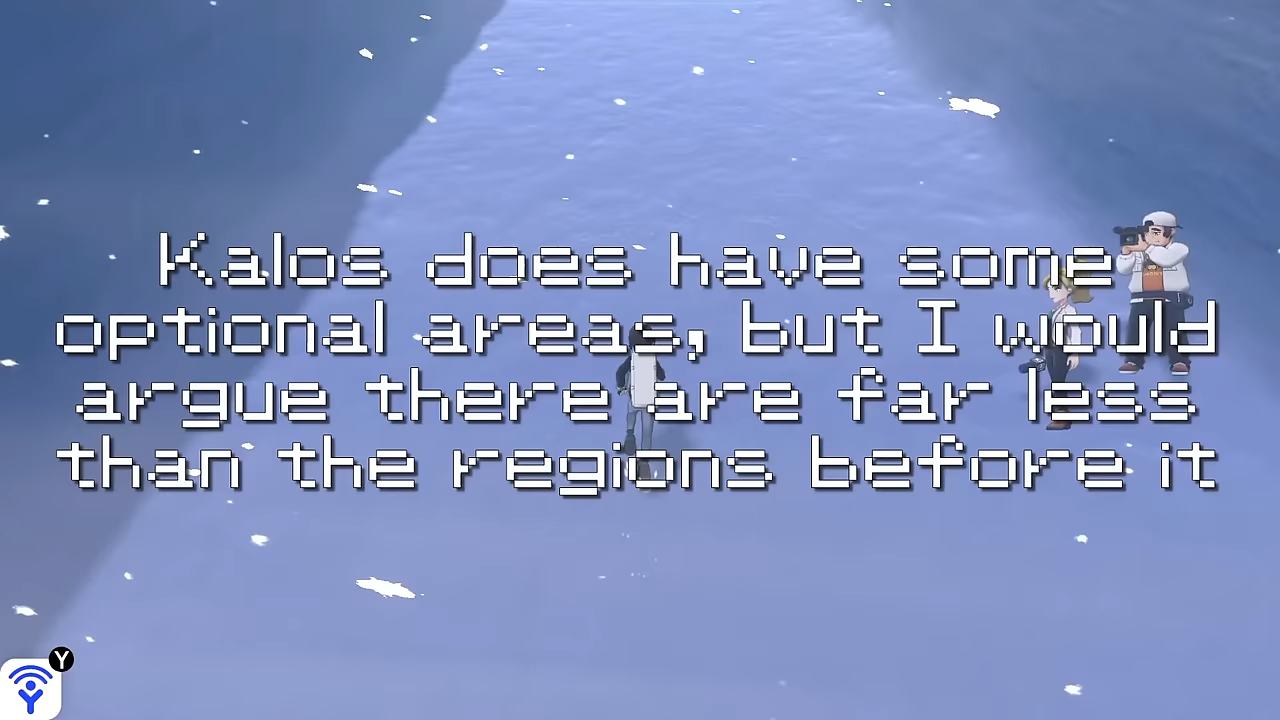 Kalos does have some
optional areas, but I would
argue there are far less
than the regions before it
Y